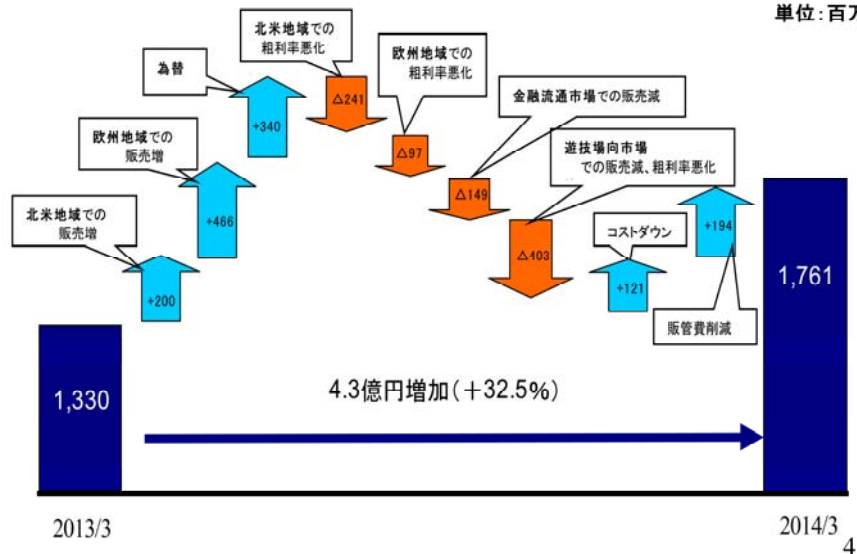 単位:百万
北米地域での
粗利率悪化
欧州地域での
粗利率悪化
為替
金融流通市場での販売減
遊技場向市場
での販売減、粗利率悪化
欧州地域での
販売増
北米地域での
販売増
コストダウン
販管費削減
+200
+466
+340
△241
△97
△149
△403
+121
+194
1,330
1,761
4.3億円増加(+32.5%)
2013/3
2014/3
4